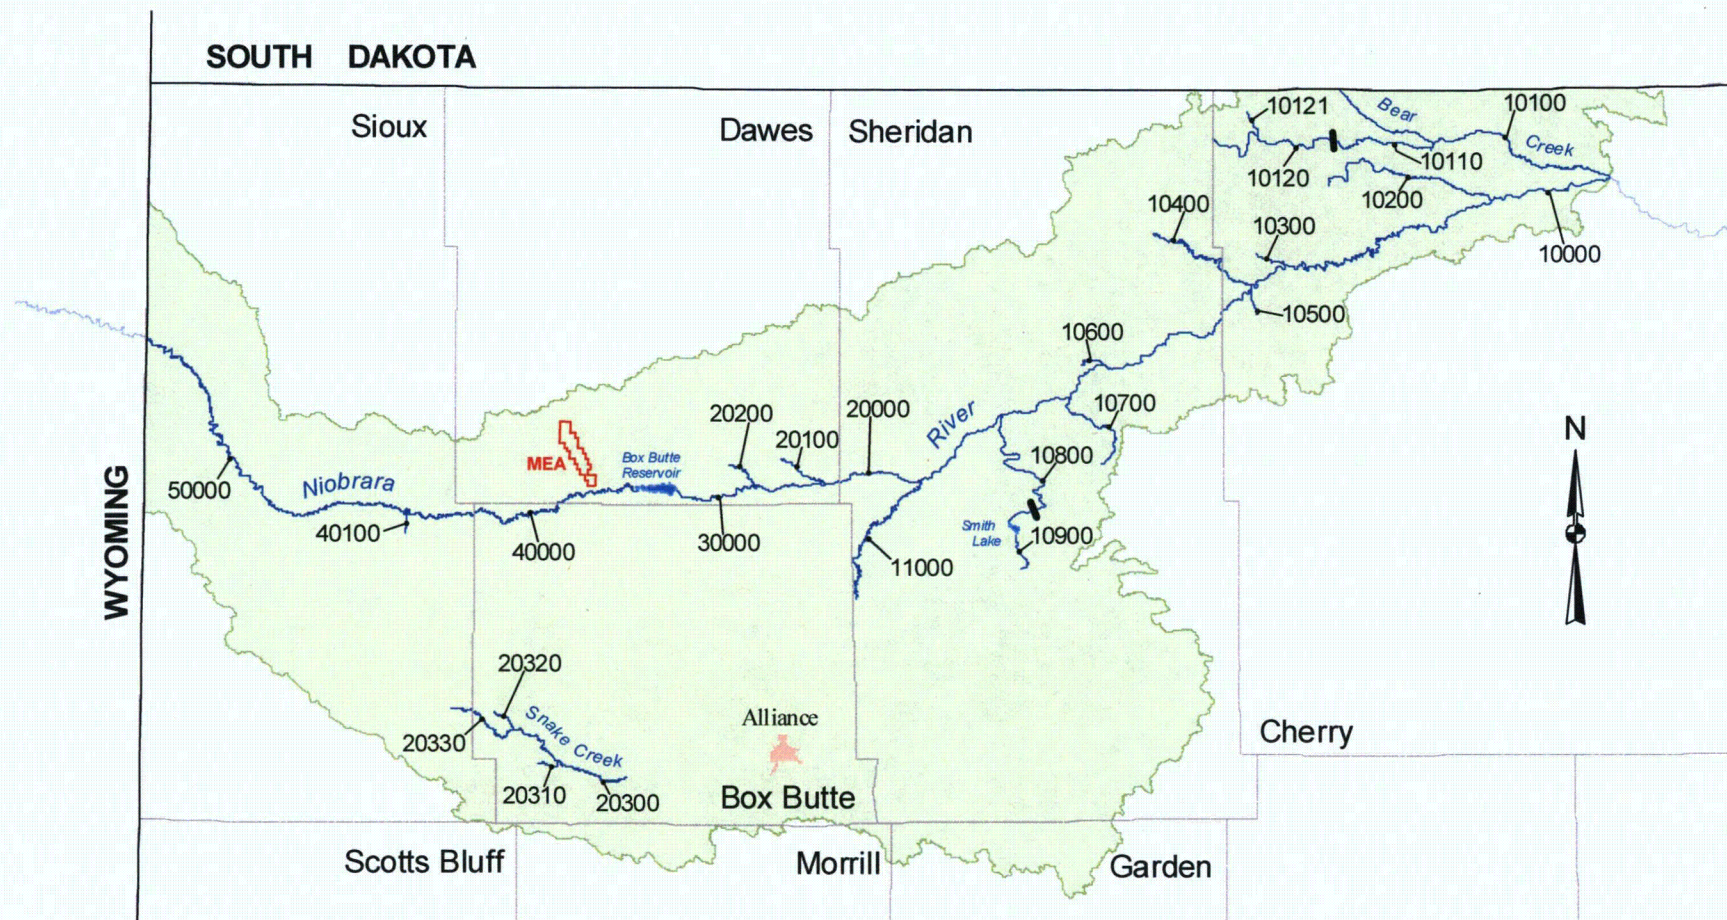 SOUTH DAKOTA
Sioux
Dawes
Sheridan
10121
Bear
10100
Creek
10110
10120
10200
10400
10300
10000
10500
10600
10700
20200
20000
20100
River
N
MEA
Box Butte
Reservoir
10800
WYOMING
50000
Niobrara
40100
40000
30000
Smith
Lake
10900
11000
20320
Snake Creek
20330
Alliance
Cherry
20310
20300
Box Butte
Scotts Bluff
Morrill
Garden